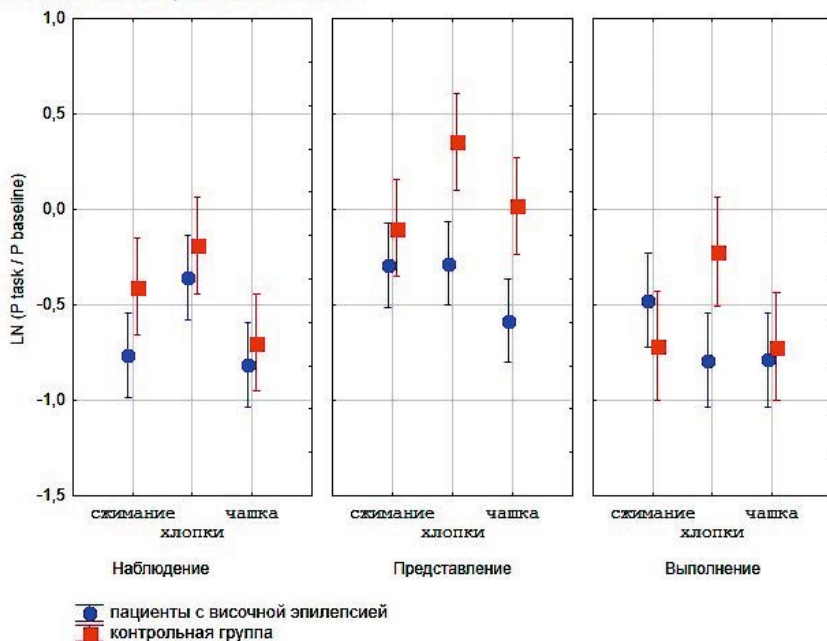 1,0
0,5
0,0
-0,5
-1,0
-1,5
LN (P task / P baseline)
сжимание чашка сжимание чашка сжимание чашка
хлопки хлопки хлопки
Наблюдение Представление Выполнение
пациенты с височной эпилепсией
контрольная группа